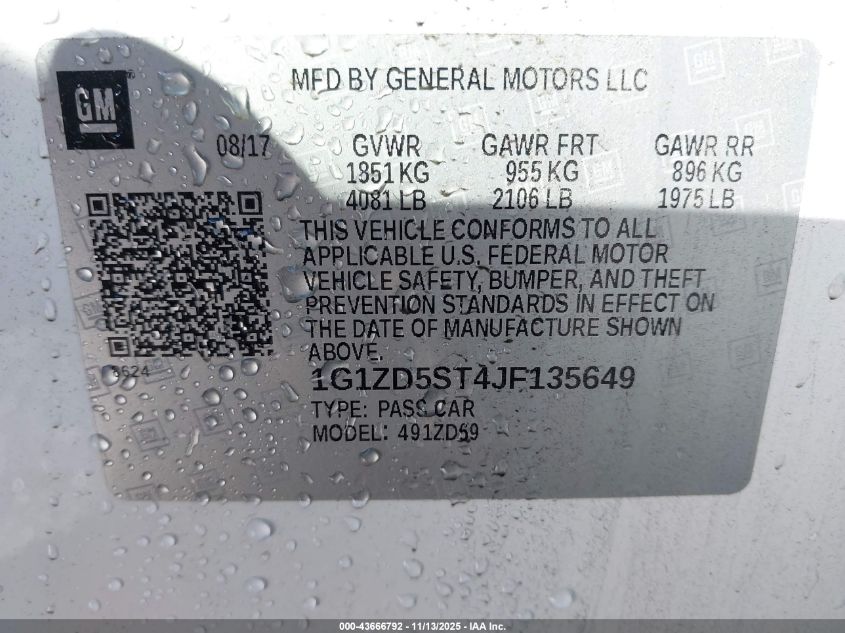 MFD BY GENERAL MOTORS LLC
GM
08/17 GVWR GAWR FRT GAWR RR
1851 KG 955 KG 896 KG
4081 LB 2106 LB 1975 LB
THIS VEHICLE CONFORMS TO ALL
APPLICABLE U.S. FEDERAL MOTOR
VEHICLE SAFETY, BUMPER, AND THEFT
PREVENTION STANDARDS IN EFFECT ON
THE DATE OF MANUFACTURE SHOWN
ABOVE.
1G1ZD5ST4JF135649
TYPE: PASS CAR
MODEL: 491ZD69
000-43666792 - 11/13/2025 - IAA Inc.